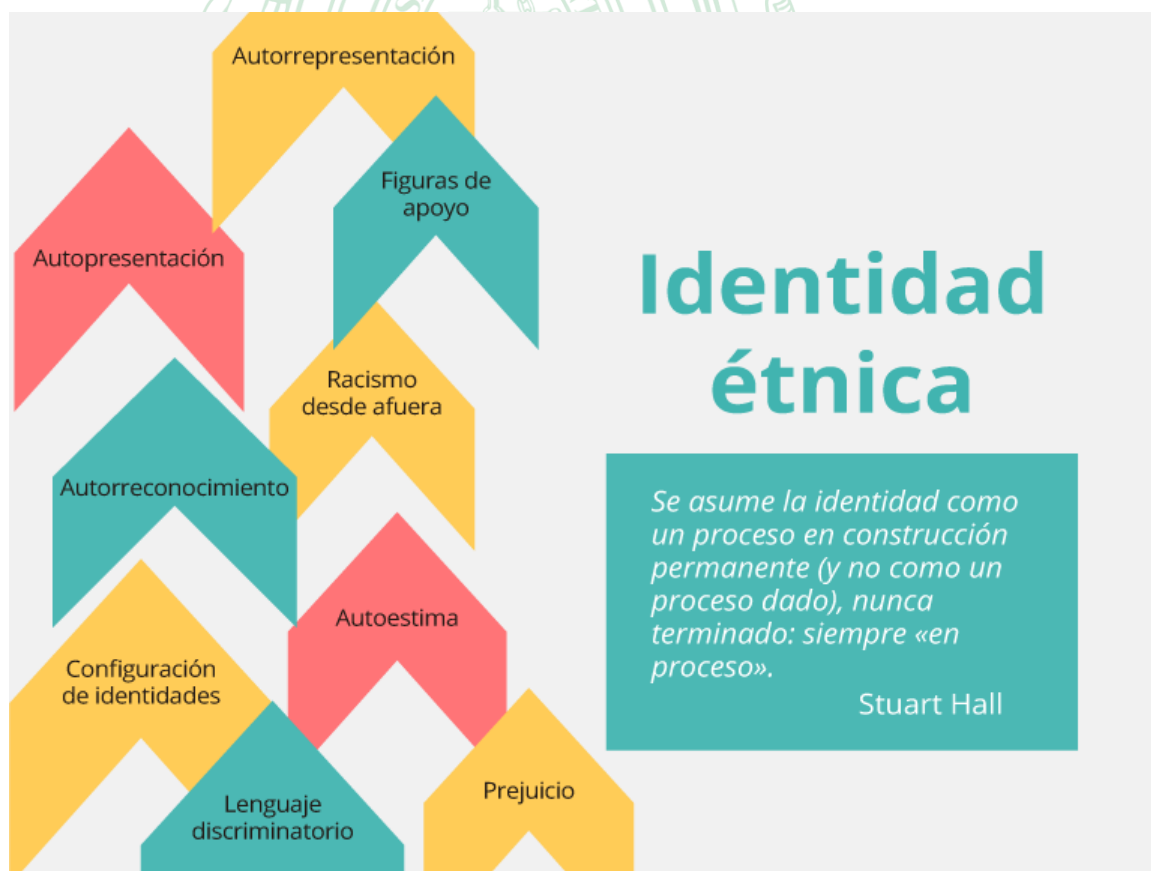 Autorrepresentación
Figuras de
apoyo
Autopresentación
Racismo
desde afuera
Autorreconocimiento
Autoestima
Configuración
de identidades
Lenguaje
discriminatorio
Prejuicio
Identidad
étnica
Se asume la identidad como
un proceso en construcción
permanente (y no como un
proceso dado), nunca
terminado: siempre «en
proceso».
Stuart Hall